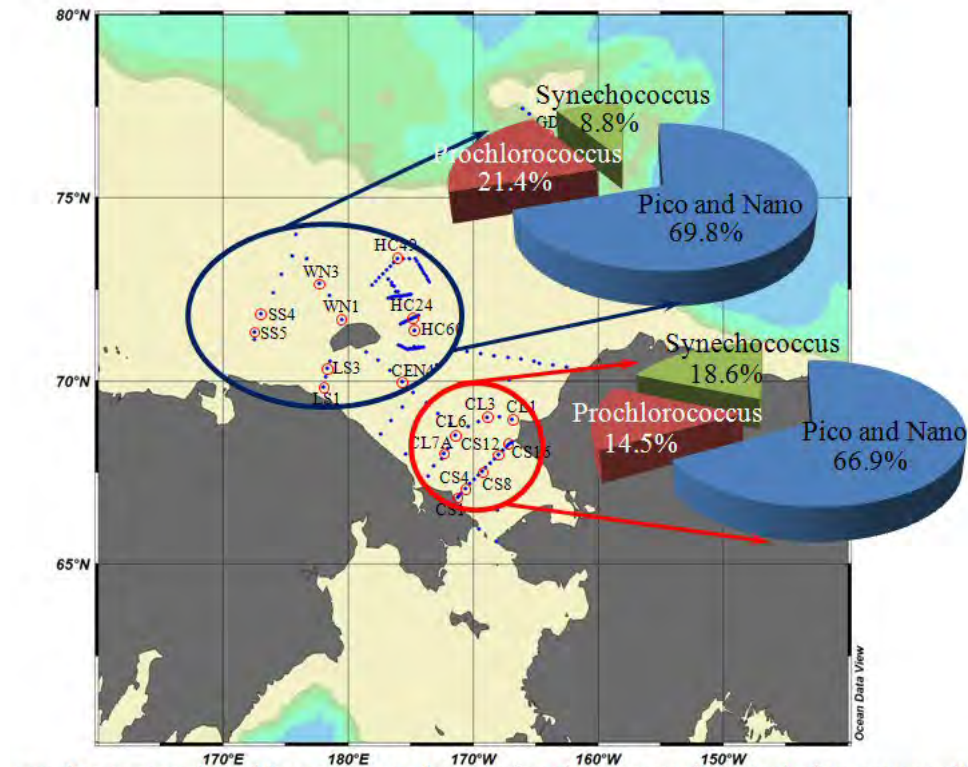 80°N
Synechococcus
8.8%
GD
Prochlorococcus
21.4%
75°N
Pico and Nano
69.8%
HC49
WN3
WN1
SS4
SS5
HC24
HC60
Synechococcus
18.6%
LS3
LS1
CEN4
70°N
CL3
CL1
Prochlorococcus
14.5%
CL6
CS12
CS16
CL7A
Pico and Nano
66.9%
CS4
CS8
CS1
65°N
Ocean Data View
170°E
180°W
170°W
160°W
150°W